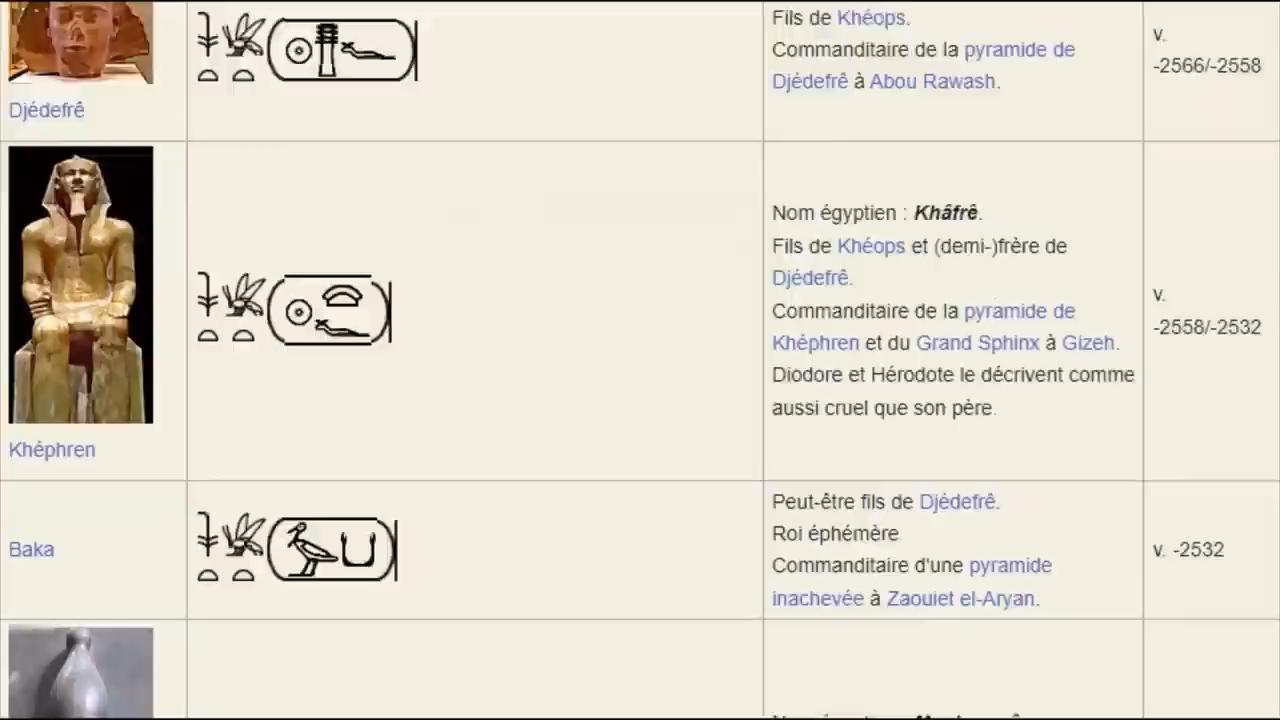 Fils de Khéops.
Commanditaire de la pyramide de
Djédefrê à Abou Rawash.
v.
-2566/-2558
Djédefrê
Nom égyptien : Khâfrê.
Fils de Khéops et (demi-)frère de
Djédefrê.
Commanditaire de la pyramide de
Khéphren et du Grand Sphinx à Gizeh.
Diodore et Hérodote le décrivent comme
aussi cruel que son père.
v.
-2558/-2532
Khéphren
Baka
Peut-être fils de Djédefrê.
Roi éphémère
Commanditaire d'une pyramide
inachevée à Zaouiet el-Aryan.
v. -2532